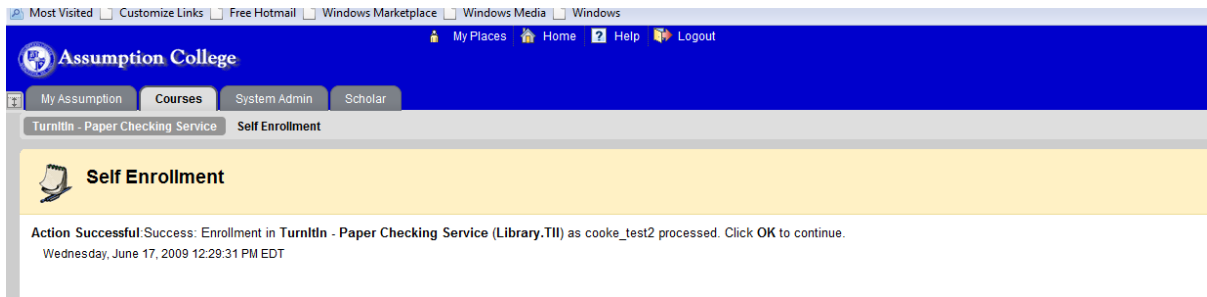 Most Visited Customize Links Free Hotmail Windows Marketplace Windows Media Windows
My Places Home ? Help Logout
Assumption College
My Assumption Courses System Admin Scholar
TurnItIn - Paper Checking Service Self Enrollment
Self Enrollment
Action Successful:Success: Enrollment in TurnItIn - Paper Checking Service (Library.TII) as cooke_test2 processed. Click OK to continue.
Wednesday, June 17, 2009 12:29:31 PM EDT